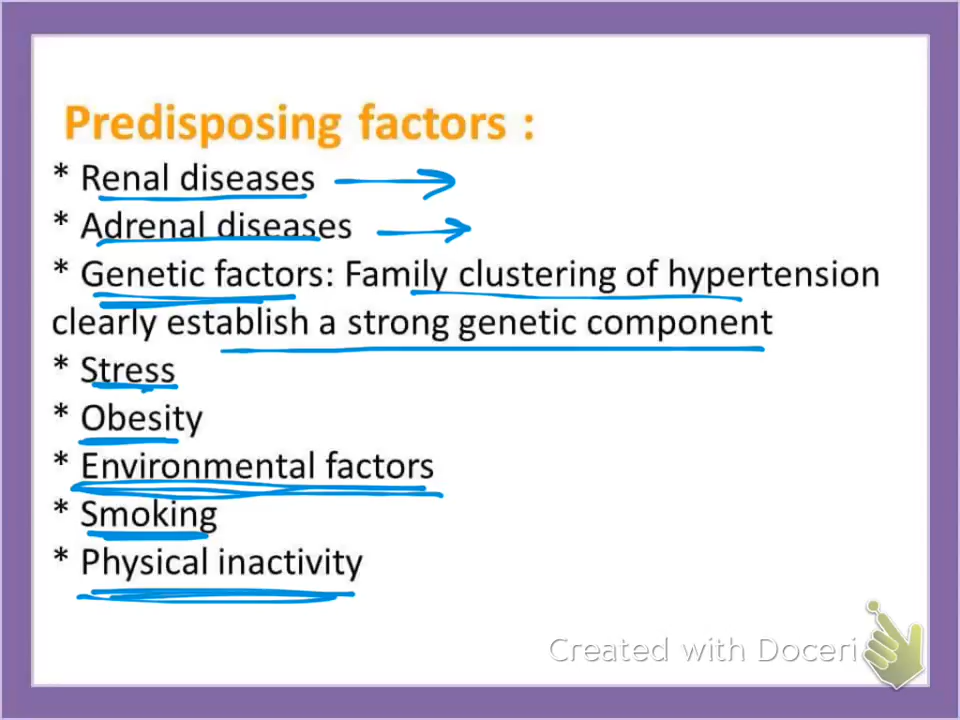 Predisposing factors :
* Renal diseases
* Adrenal diseases
* Genetic factors: Family clustering of hypertension
clearly establish a strong genetic component
* Stress
* Obesity
* Environmental factors
* Smoking
* Physical inactivity
Created with Doceri